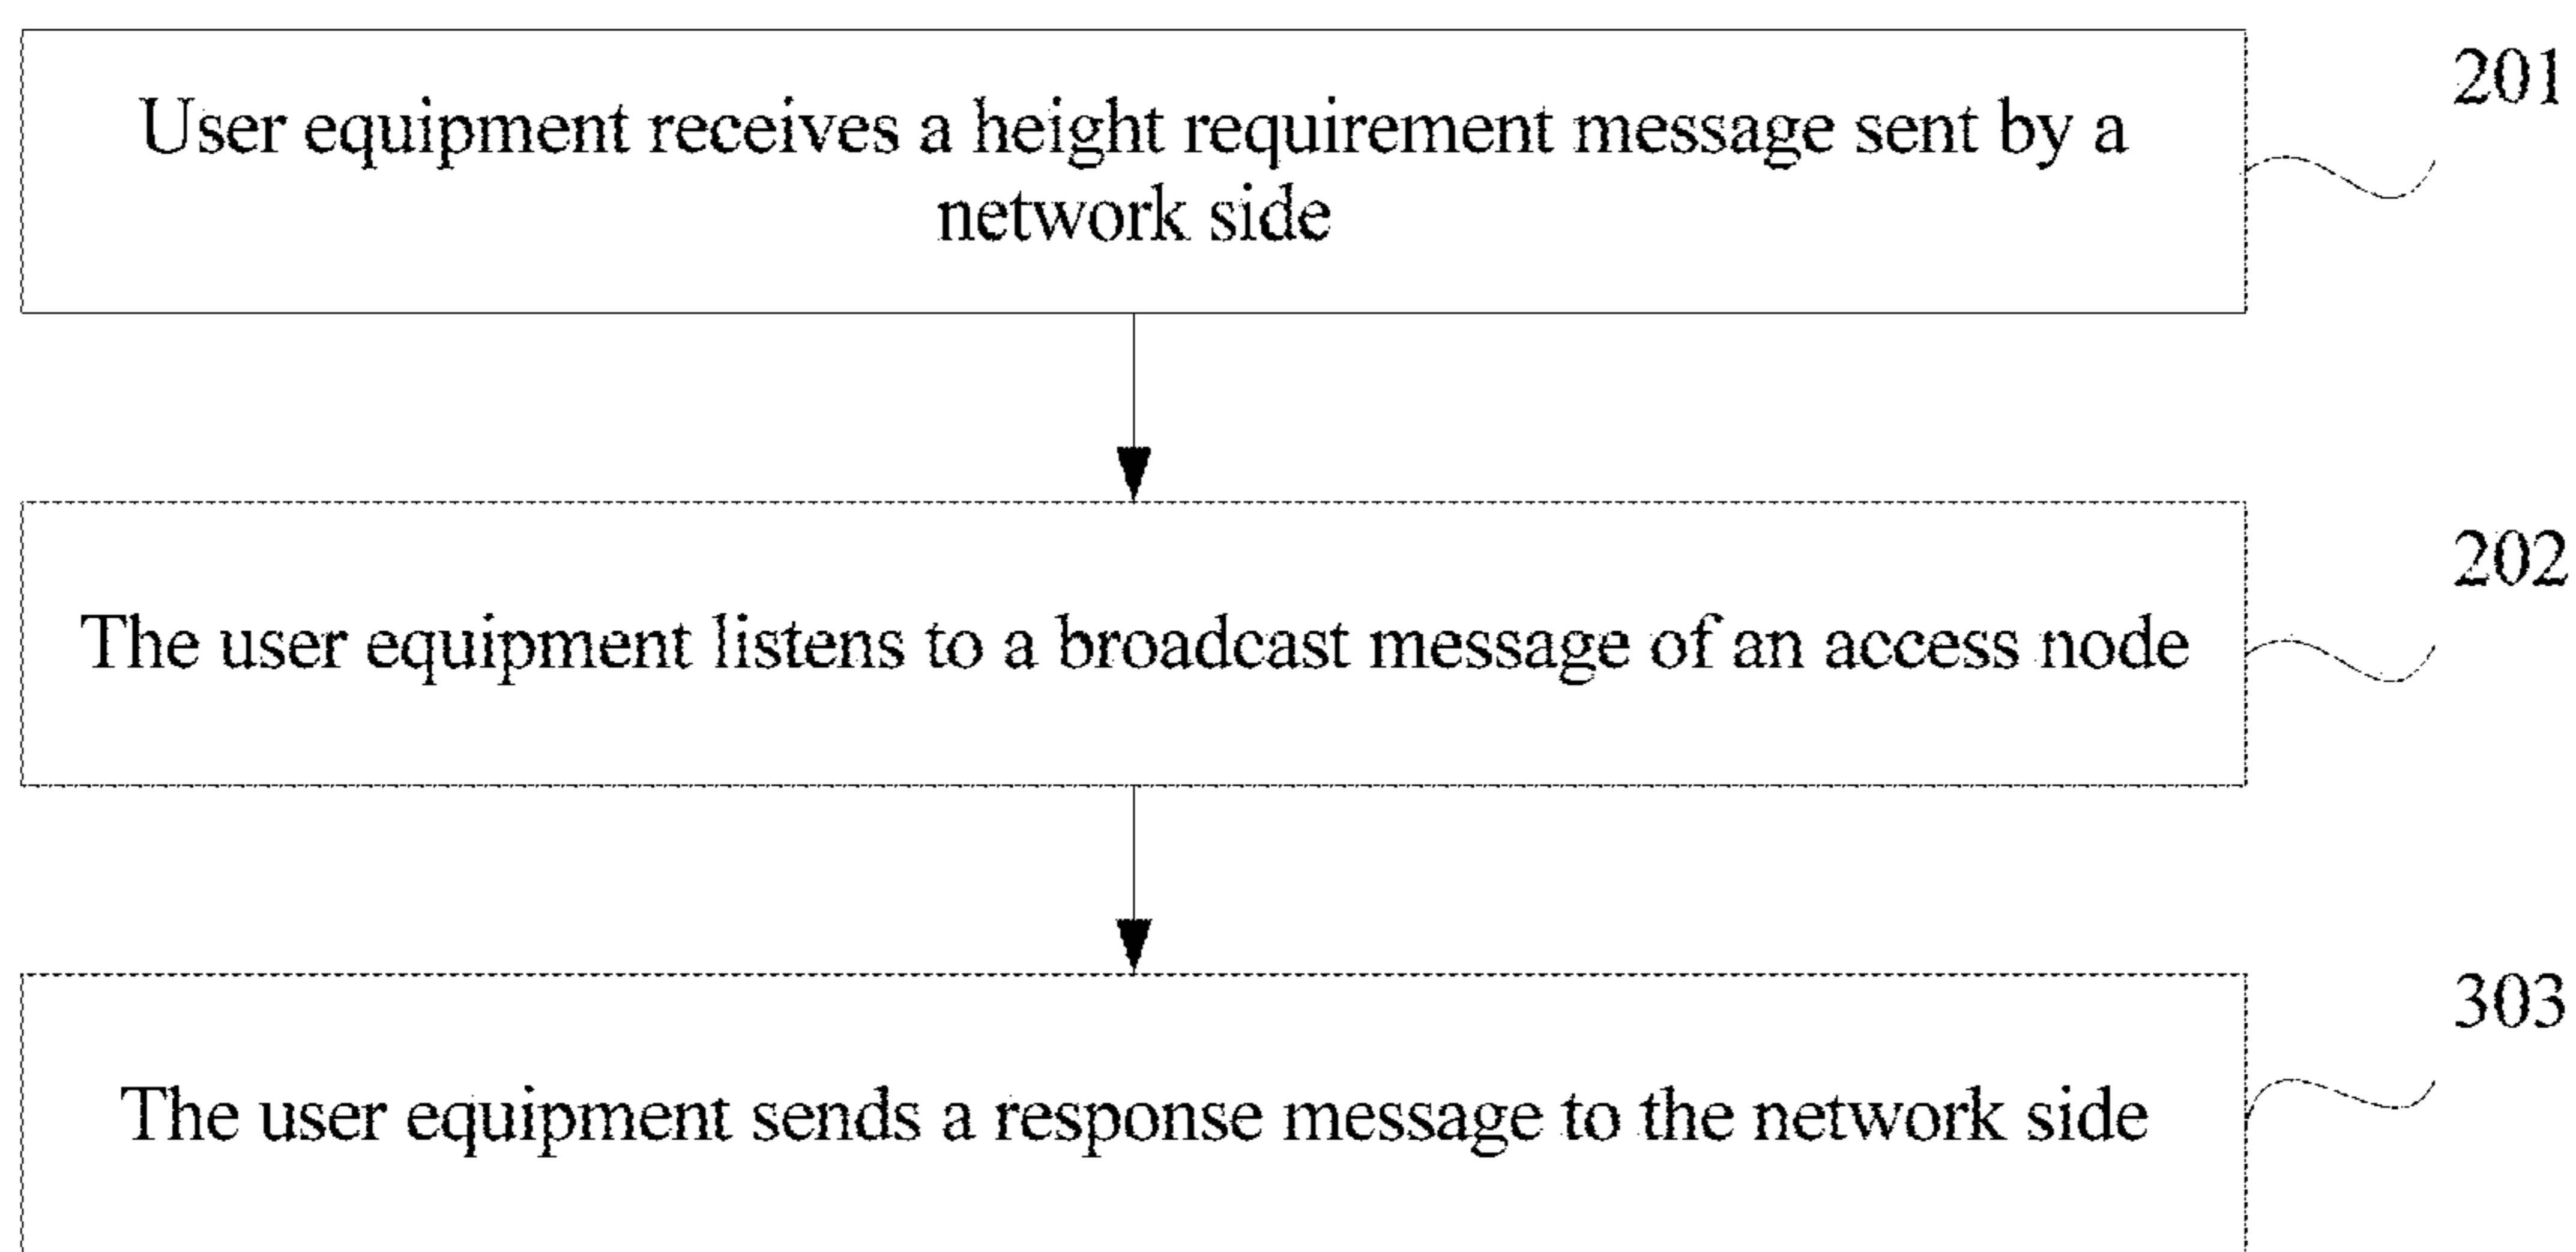 201
User equipment receives a height requirement message sent by a
network side
202
The user equipment listens to a broadcast message of an access node
303
The user equipment sends a response message to the network side